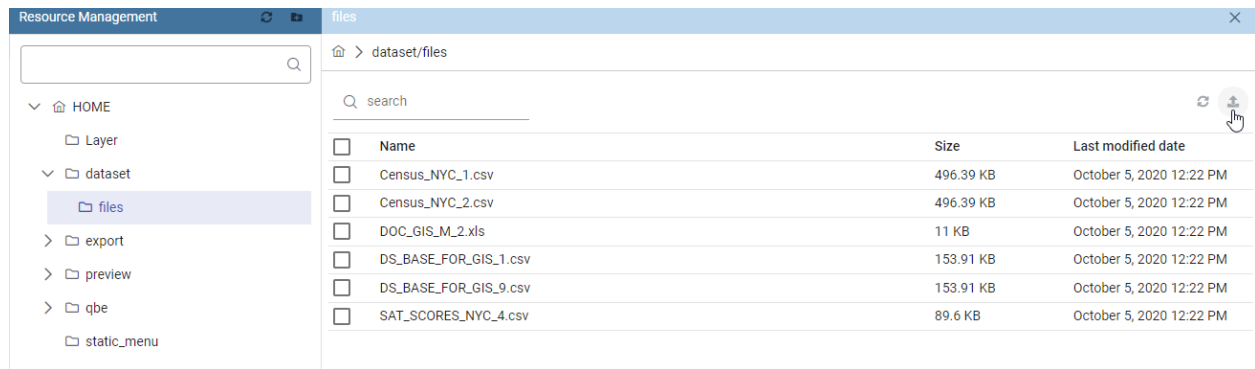 Resource Management
files
dataset/files
HOME
Layer
dataset
files
export
preview
qbe
static_menu
search
Name Size Last modified date
Census_NYC_1.csv 496.39 KB October 5, 2020 12:22 PM
Census_NYC_2.csv 496.39 KB October 5, 2020 12:22 PM
DOC_GIS_M_2.xls 11 KB October 5, 2020 12:22 PM
DS_BASE_FOR_GIS_1.csv 153.91 KB October 5, 2020 12:22 PM
DS_BASE_FOR_GIS_9.csv 153.91 KB October 5, 2020 12:22 PM
SAT_SCORES_NYC_4.csv 89.6 KB October 5, 2020 12:22 PM